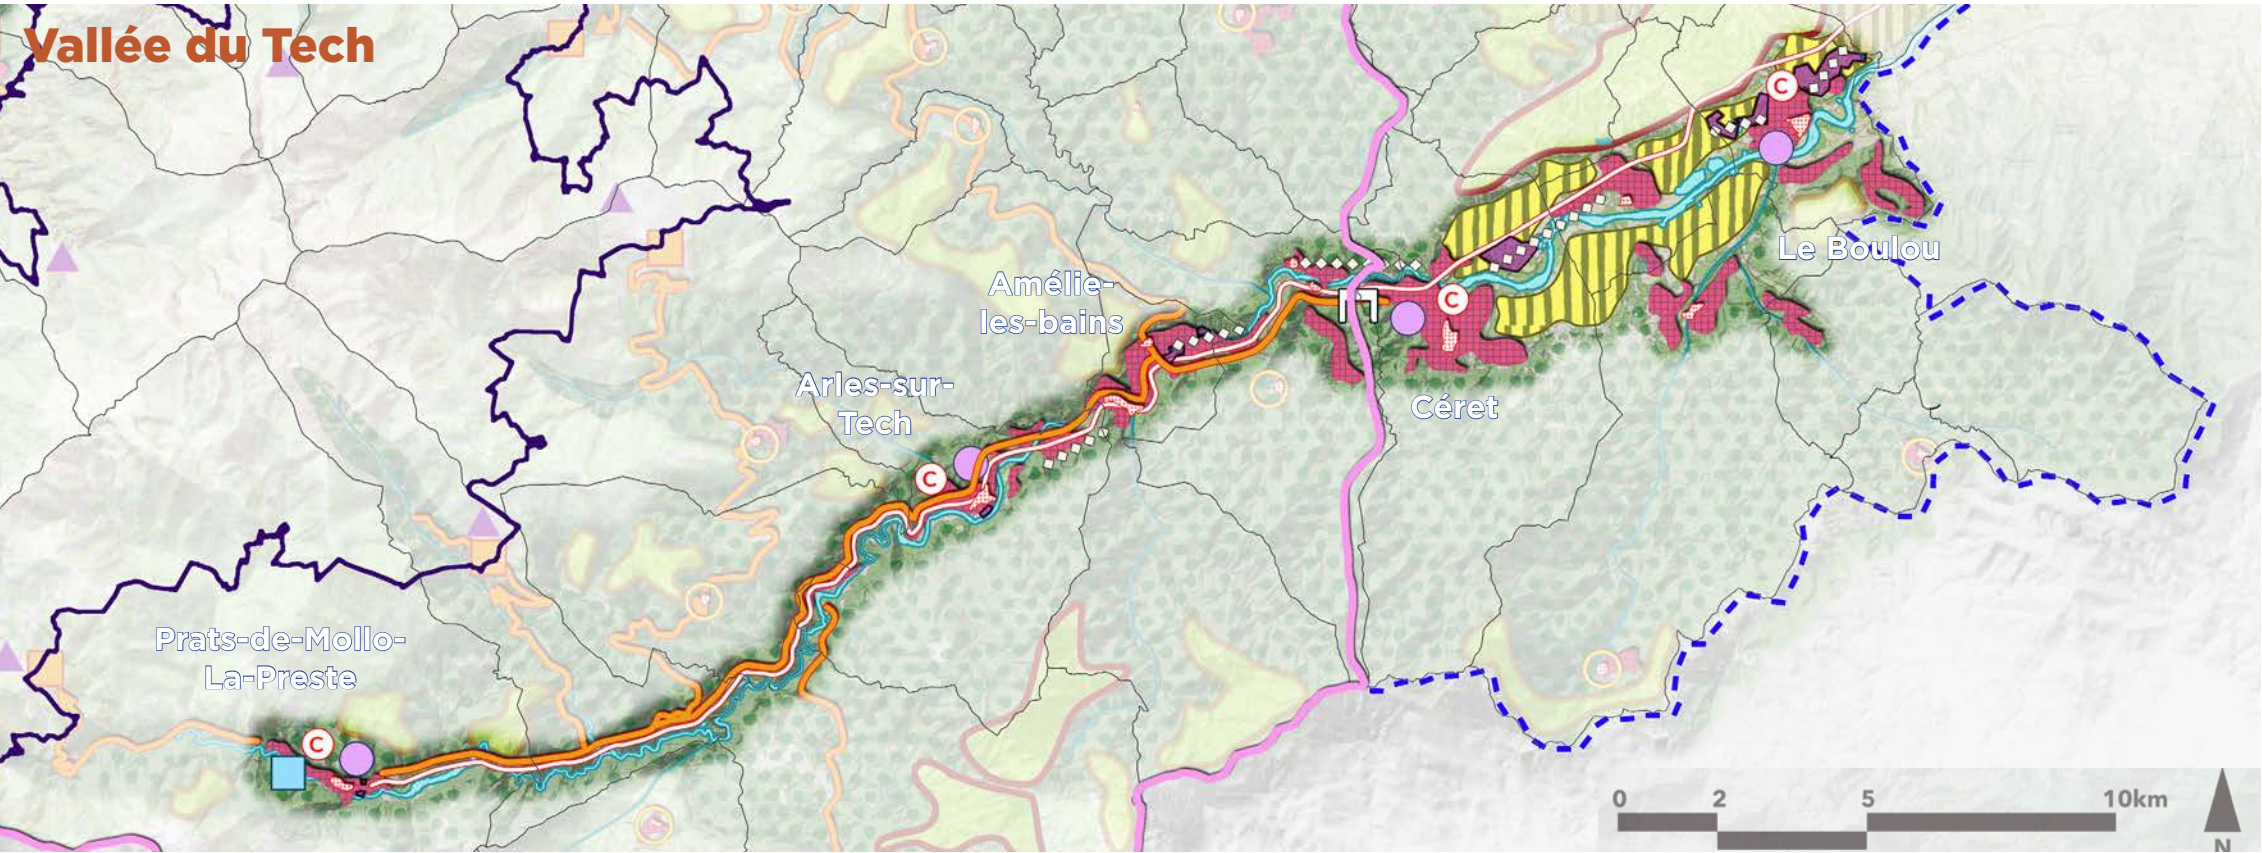 Vallée du Tech
C
Le Boulou
Amélie-
les-bains
C
Céret
Arles-sur-
Tech
C
Prats-de-Mollo-
La-Preste
C
0 2 5 10km
N